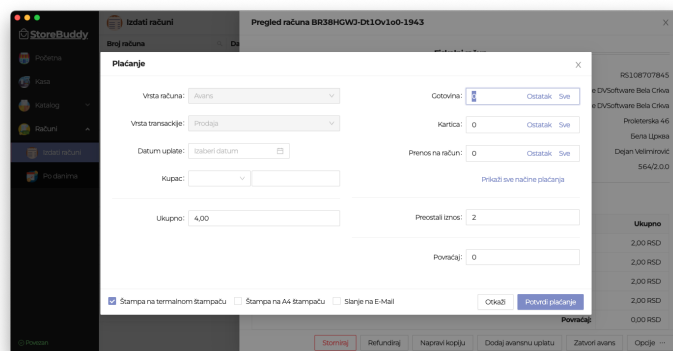 StoreBuddy
Početna
Kasa
Katalog
Računi
Izdati računi
Po danima
Povezan
Izdati računi
Broj računa
Da
Pregled računa BR38HGWJ-Dt1Ov1o0-1943
RS108707845
e DVSoftware Bela Crkva
e DVSoftware Bela Crkva
Proleterska 46
Бела Црква
Dejan Velimirović
564/2.0.0
Ukupno
2,00 RSD
2,00 RSD
2,00 RSD
2,00 RSD
Povraćaj: 0,00 RSD
Plaćanje
Vrsta računa: Avans
Vrsta transakcije: Prodaja
Datum uplate: Izaberi datum
Kupac:
Ukupno: 4,00
Gotovina: 0 Ostatak Sve
Kartica: 0 Ostatak Sve
Prenos na račun: 0 Ostatak Sve
Prikaži sve načine plaćanja
Preostali iznos: 2
Povraćaj: 0
Štampa na termalnom štampaču Štampa na A4 štampaču Slanje na E-Mail
Otkaži Potvrdi plaćanje
Storniraj Refundiraj Napravi kopiju Dodaj avansnu uplatu Zatvori avans Opcije ···